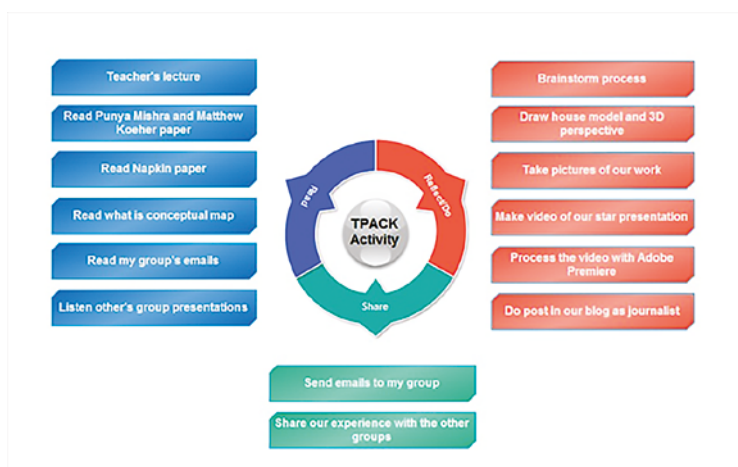 Teacher's lecture
Read Punya Mishra and Matthew
Koeher paper
Read Napkin paper
Read what is conceptual map
Read my group's emails
Listen other's group presentations
Read
Reflect/Do
TPACK
Activity
Share
Brainstorm process
Draw house model and 3D
perspective
Take pictures of our work
Make video of our star presentation
Process the video with Adobe
Premiere
Do post in our blog as journalist
Send emails to my group
Share our experience with the other
groups